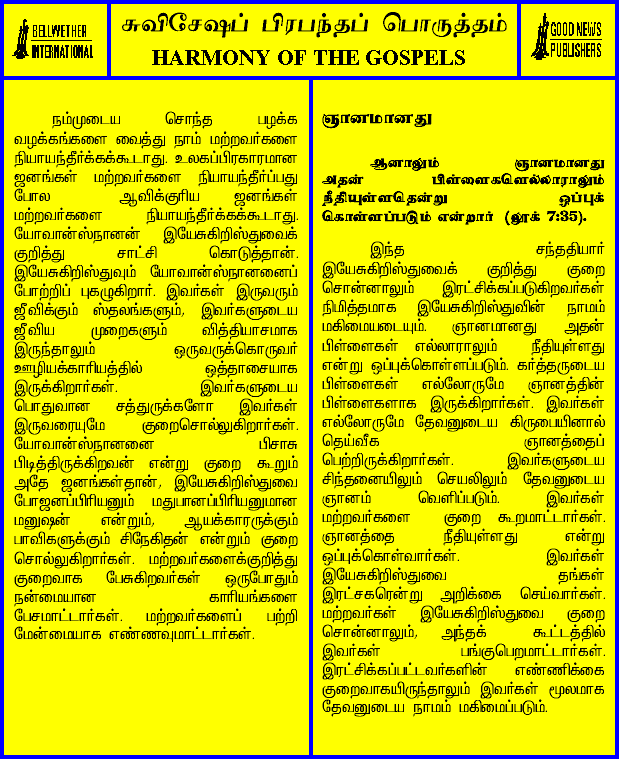 BELLWETHER
INTERNATIONAL
சுவிசேஷப் பிரபந்தப் பொருத்தம்
HARMONY OF THE GOSPELS
GOOD NEWS
PUBLISHERS
நம்முடைய சொந்த பழக்க
வழக்கங்களை வைத்து நாம் மற்றவர்களை
நியாயந்தீர்க்கக்கூடாது. உலகப்பிரகாரமான
ஜனங்கள் மற்றவர்களை நியாயந்தீர்ப்பது
போல ஆவிக்குரிய ஜனங்கள்
மற்றவர்களை நியாயந்தீர்க்கக்கூடாது.
யோவான்ஸ்நானன் இயேசுகிறிஸ்துவைக்
குறித்து சாட்சி கொடுத்தான்.
இயேசுகிறிஸ்துவும் யோவான்ஸ்நானனைப்
போற்றிப் புகழுகிறார். இவர்கள் இருவரும்
ஜீவிக்கும் ஸ்தலங்களும், இவர்களுடைய
ஜீவிய முறைகளும் வித்தியாசமாக
இருந்தாலும் ஒருவருக்கொருவர்
ஊழியக்காரியத்தில் ஒத்தாசையாக
இருக்கிறார்கள். இவர்களுடைய
பொதுவான சத்துருக்களோ இவர்கள்
இருவரையுமே குறைசொல்லுகிறார்கள்.
யோவான்ஸ்நானனை பிசாசு
பிடித்திருக்கிறவன் என்று குறை கூறும்
அதே ஜனங்கள்தான், இயேசுகிறிஸ்துவை
போஜனப்பிரியனும் மதுபானப்பிரியனுமான
மனுஷன் என்றும், ஆயக்காரருக்கும்
பாவிகளுக்கும் சிநேகிதன் என்றும் குறை
சொல்லுகிறார்கள். மற்றவர்களைக்குறித்து
குறைவாக பேசுகிறவர்கள் ஒருபோதும்
நன்மையான காரியங்களை
பேசமாட்டார்கள். மற்றவர்களைப் பற்றி
மேன்மையாக எண்ணவுமாட்டார்கள்.
ஞானமானது
ஆனாலும் ஞானமானது
அதன் பிள்ளைகளெல்லாராலும்
நீதியுள்ளதென்று ஒப்புக்
கொள்ளப்படும் என்றார் (லூக் 7:35).
இந்த சந்ததியார்
இயேசுகிறிஸ்துவைக் குறித்து குறை
சொன்னாலும் இரட்சிக்கப்படுகிறவர்கள்
நிமித்தமாக இயேசுகிறிஸ்துவின் நாமம்
மகிமையடையும். ஞானமானது அதன்
பிள்ளைகள் எல்லாராலும் நீதியுள்ளது
என்று ஒப்புக்கொள்ளப்படும். கர்த்தருடைய
பிள்ளைகள் எல்லோருமே ஞானத்தின்
பிள்ளைகளாக இருக்கிறார்கள். இவர்கள்
எல்லோருமே தேவனுடைய கிருபையினால்
தெய்வீக ஞானத்தைப்
பெற்றிருக்கிறார்கள். இவர்களுடைய
சிந்தனையிலும் செயலிலும் தேவனுடைய
ஞானம் வெளிப்படும். இவர்கள்
மற்றவர்களை குறை கூறமாட்டார்கள்.
ஞானத்தை நீதியுள்ளது என்று
ஒப்புக்கொள்வார்கள். இவர்கள்
இயேசுகிறிஸ்துவை தங்கள்
இரட்சகரென்று அறிக்கை செய்வார்கள்.
மற்றவர்கள் இயேசுகிறிஸ்துவை குறை
சொன்னாலும், அந்தக் கூட்டத்தில்
இவர்கள் பங்குபெறமாட்டார்கள்.
இரட்சிக்கப்பட்டவர்களின் எண்ணிக்கை
குறைவாகயிருந்தாலும் இவர்கள் மூலமாக
தேவனுடைய நாமம் மகிமைப்படும்.